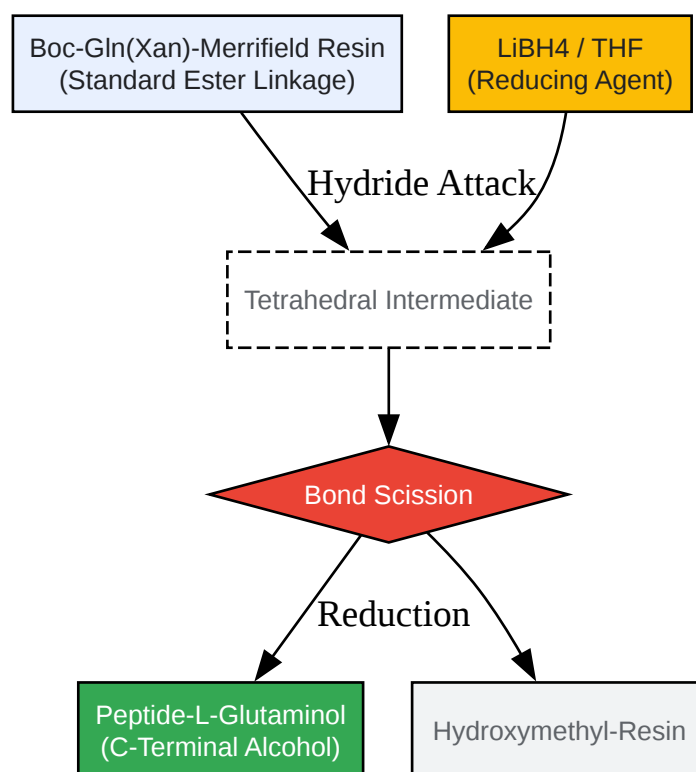 Boc-Gln(Xan)-Merrifield Resin
(Standard Ester Linkage)
LiBH4 / THF
(Reducing Agent)
Hydride Attack
Tetrahedral Intermediate
Bond Scission
Reduction
Peptide-L-Glutaminol
(C-Terminal Alcohol)
Hydroxymethyl-Resin